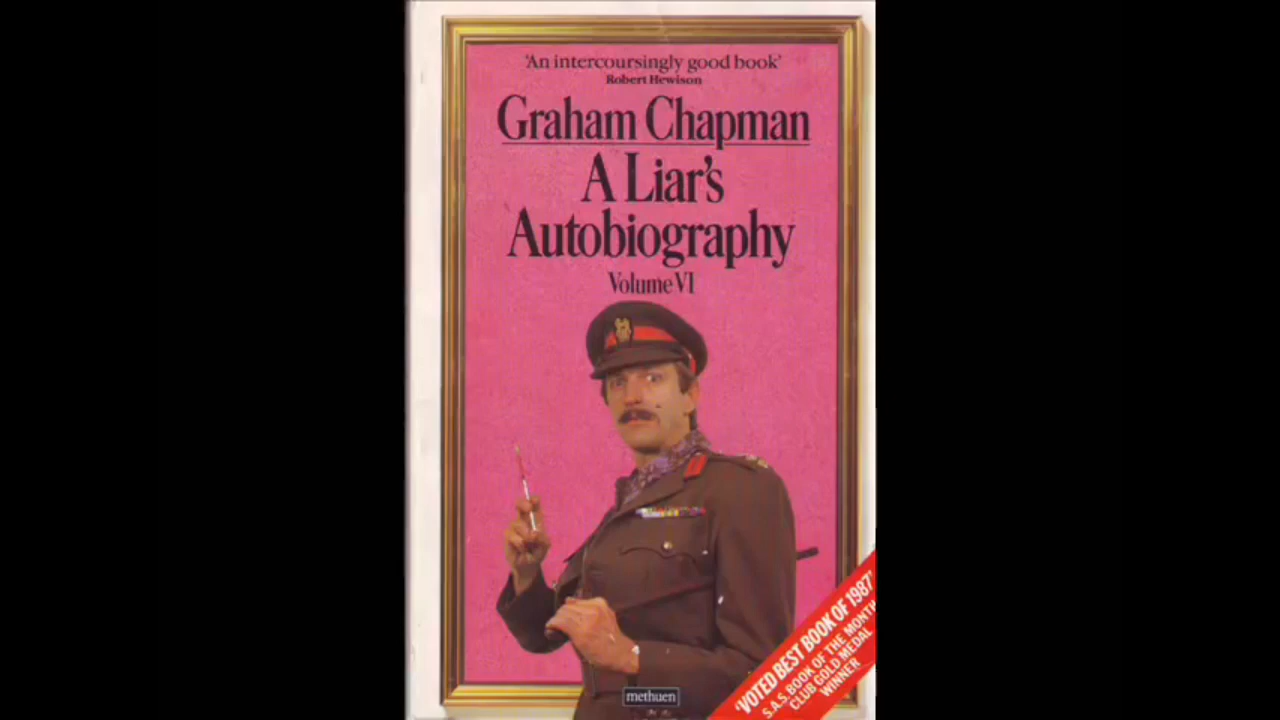 'An intercoursingly good book'
Robert Hewison
Graham Chapman
A Liar's
Autobiography
Volume VI
methuen
'VOTED BEST BOOK OF 1987'
S.A.S. BOOK OF THE MONTH
CLUB GOLD MEDAL
WINNER